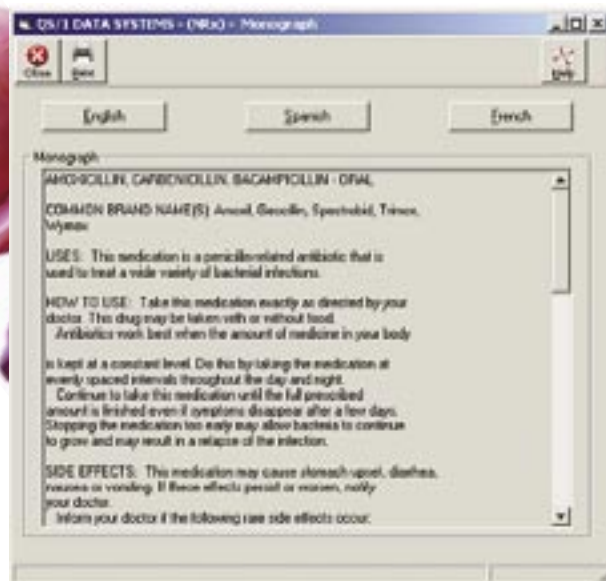 QS/1 DATA SYSTEMS - (NRx) - Monograph
Close Print Help
English Spanish French
Monograph
AMOXICILLIN, CARBENICILLIN, BACAMPICILLIN - ORAL
COMMON BRAND NAME(S): Amoxil, Geocillin, Spectrobid, Trimox,
Wymox
USES: This medication is a penicillin-related antibiotic that is
used to treat a wide variety of bacterial infections.
HOW TO USE: Take this medication exactly as directed by your
doctor. This drug may be taken with or without food.
Antibiotics work best when the amount of medicine in your body
is kept at a constant level. Do this by taking the medication at
evenly spaced intervals throughout the day and night.
Continue to take this medication until the full prescribed
amount is finished even if symptoms disappear after a few days.
Stopping the medication too early may allow bacteria to continue
to grow and may result in a relapse of the infection.
SIDE EFFECTS: This medication may cause stomach upset, diarrhea,
nausea or vomiting. If these effects persist or worsen, notify
your doctor.
Inform your doctor if the following rare side effects occur: